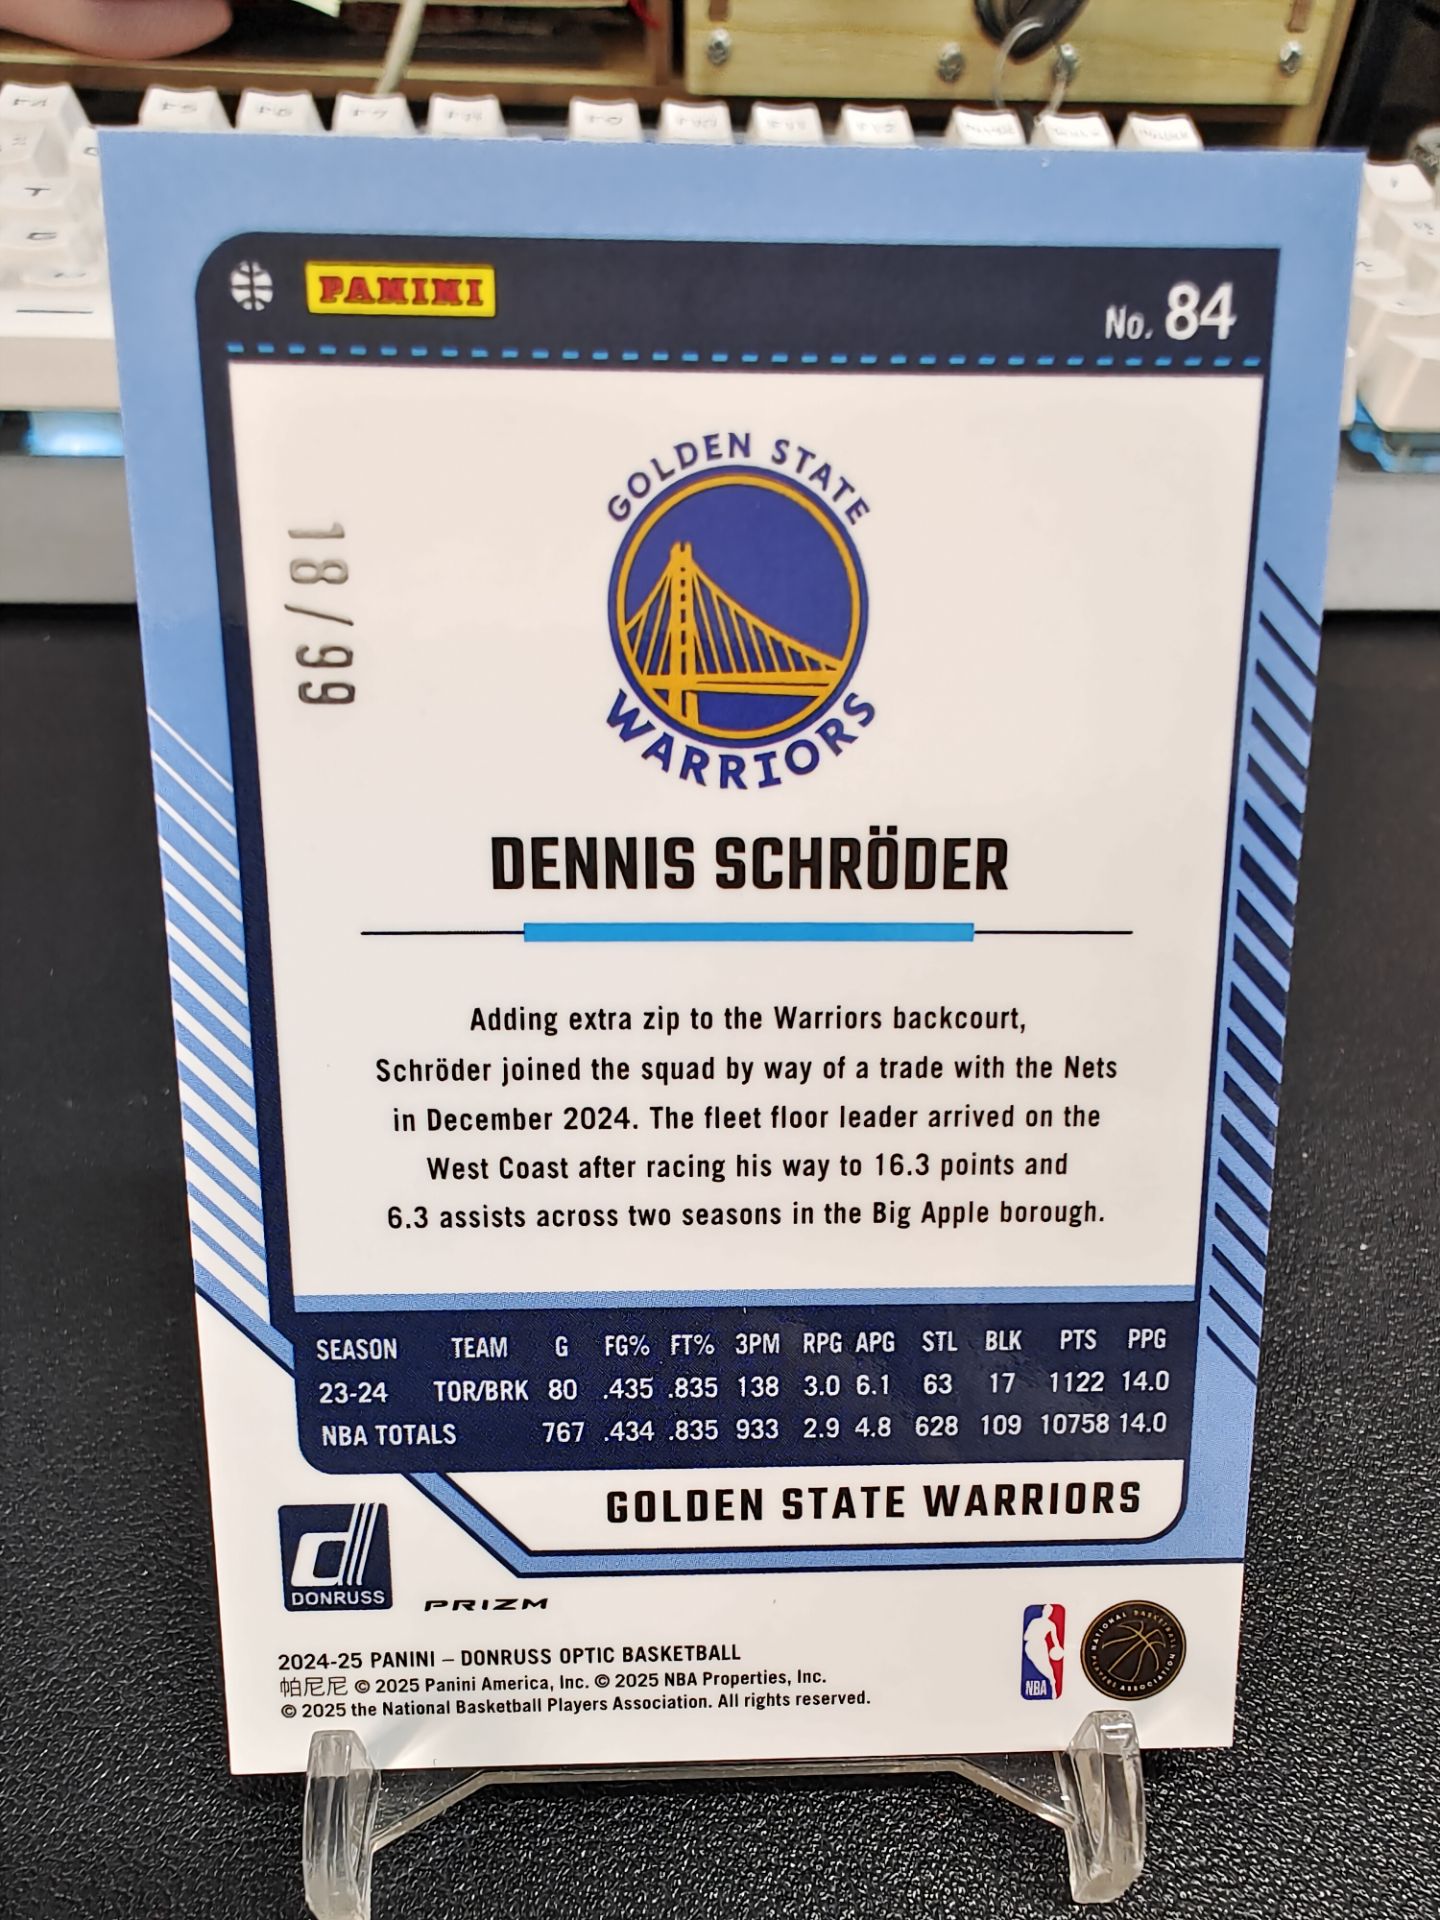 PANINI
No. 84
GOLDEN STATE
WARRIORS
18/99
DENNIS SCHRÖDER
Adding extra zip to the Warriors backcourt,
Schröder joined the squad by way of a trade with the Nets
in December 2024. The fleet floor leader arrived on the
West Coast after racing his way to 16.3 points and
6.3 assists across two seasons in the Big Apple borough.
SEASON TEAM G FG% FT% 3PM RPG APG STL BLK PTS PPG
23-24 TOR/BRK 80 .435 .835 138 3.0 6.1 63 17 1122 14.0
NBA TOTALS 767 .434 .835 933 2.9 4.8 628 109 10758 14.0
GOLDEN STATE WARRIORS
d
DONRUSS
PRIZM
NBA
NATIONAL BASKETBALL
PLAYERS ASSOCIATION
2024-25 PANINI – DONRUSS OPTIC BASKETBALL
帕尼尼 © 2025 Panini America, Inc. © 2025 NBA Properties, Inc.
© 2025 the National Basketball Players Association. All rights reserved.